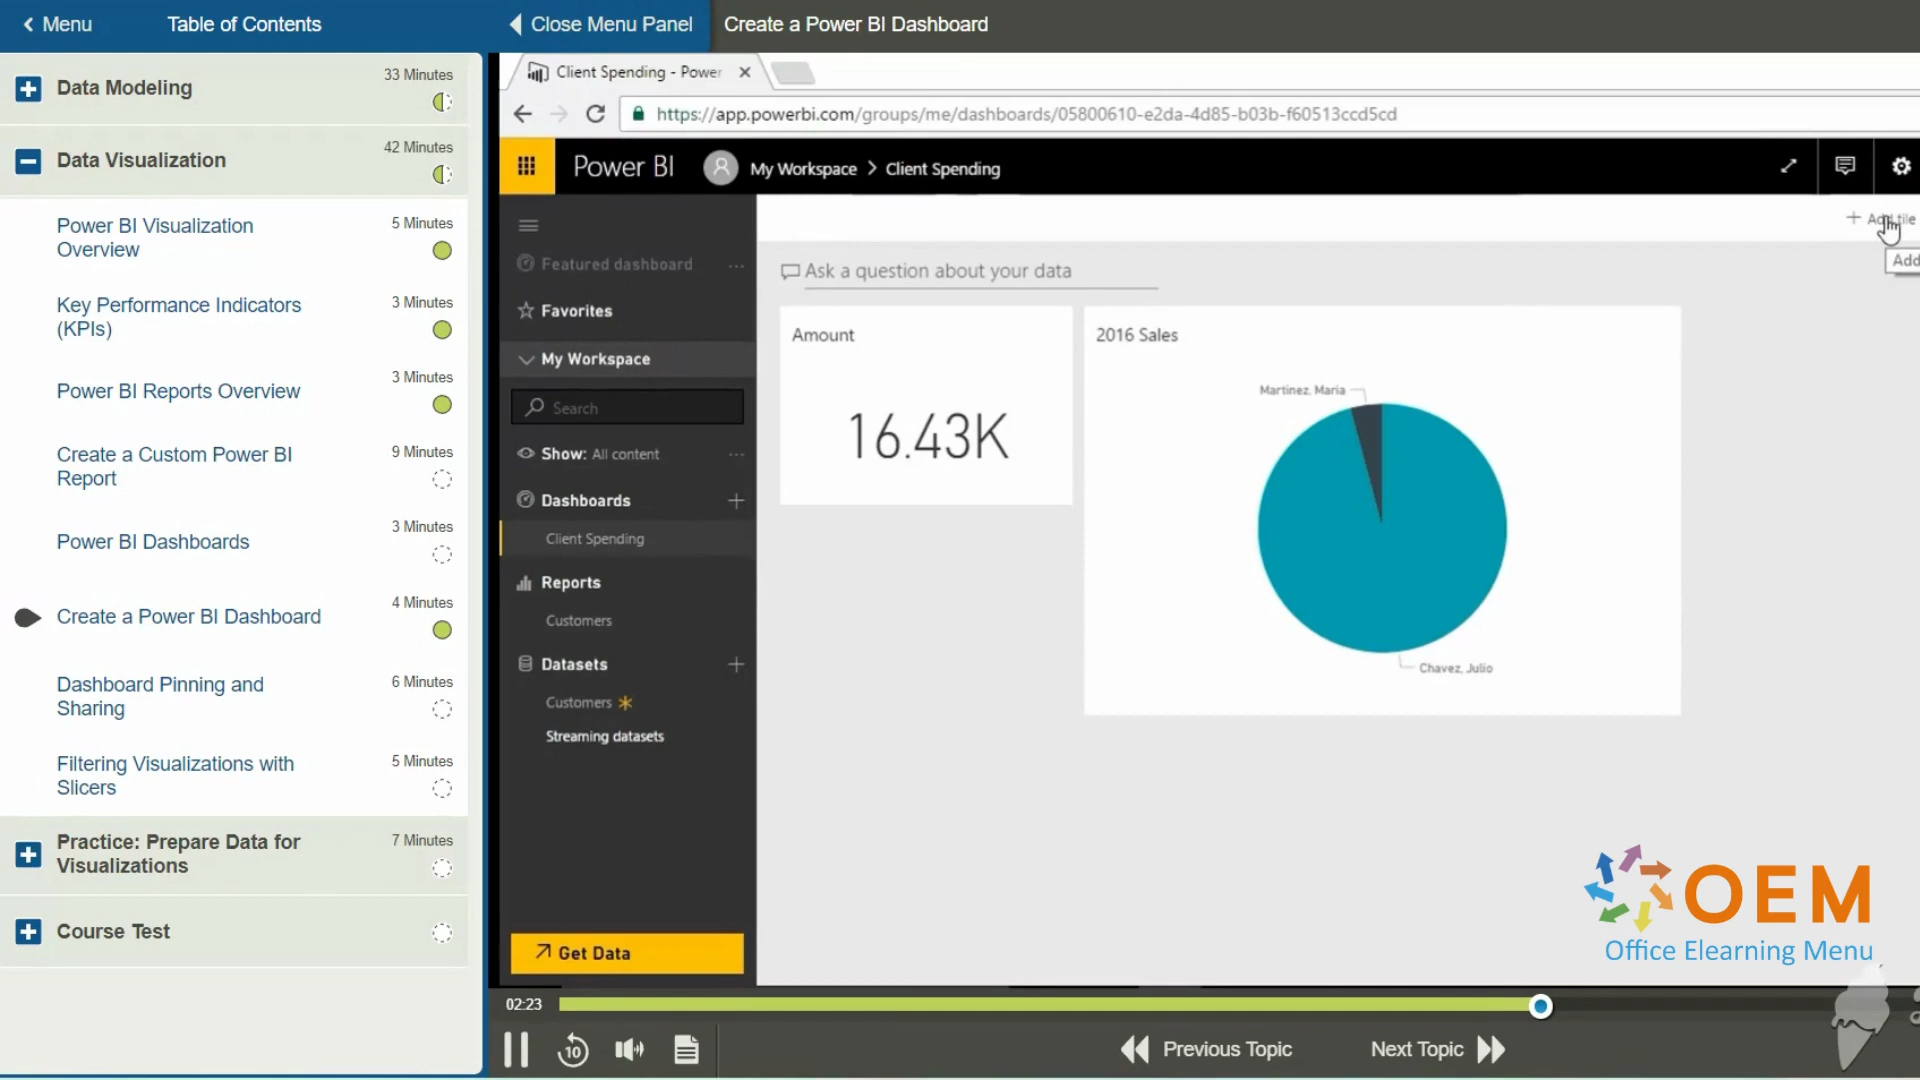 Menu
Table of Contents
Close Menu Panel
Create a Power BI Dashboard
Data Modeling
33 Minutes
Data Visualization
42 Minutes
Power BI Visualization
Overview
5 Minutes
Key Performance Indicators
(KPIs)
3 Minutes
Power BI Reports Overview
3 Minutes
Create a Custom Power BI
Report
9 Minutes
Power BI Dashboards
3 Minutes
Create a Power BI Dashboard
4 Minutes
Dashboard Pinning and
Sharing
6 Minutes
Filtering Visualizations with
Slicers
5 Minutes
Practice: Prepare Data for
Visualizations
7 Minutes
Course Test
Client Spending - Power
https://app.powerbi.com/groups/me/dashboards/05800610-e2da-4d85-b03b-f60513ccd5cd
Power BI
My Workspace > Client Spending
Featured dashboard
Favorites
My Workspace
Search
Show: All content
Dashboards
Client Spending
Reports
Customers
Datasets
Customers
Streaming datasets
Get Data
+ Add tile
Add
Ask a question about your data
Amount
16.43K
2016 Sales
Martinez, Maria
Chavez, Julio
OEM
Office Elearning Menu
02:23
10
Previous Topic
Next Topic